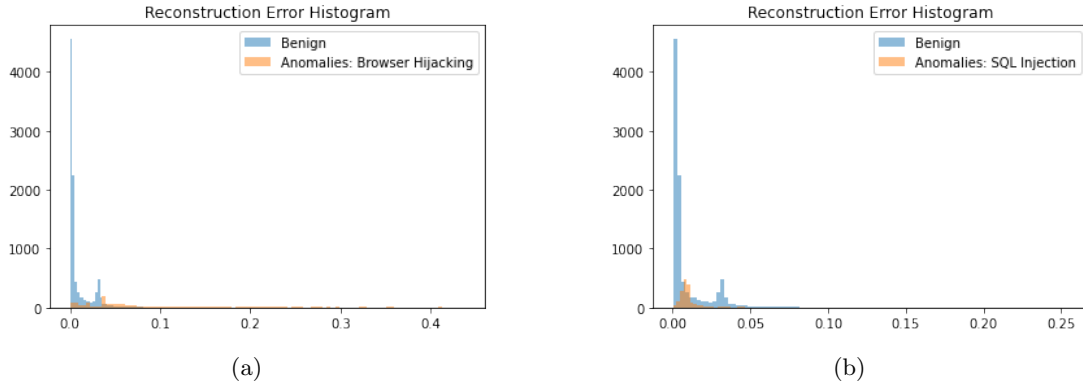 Reconstruction Error Histogram
Benign
Anomalies: Browser Hijacking
4000
3000
2000
1000
0
0.0 0.1 0.2 0.3 0.4
(a)
Reconstruction Error Histogram
Benign
Anomalies: SQL Injection
4000
3000
2000
1000
0
0.00 0.05 0.10 0.15 0.20 0.25
(b)